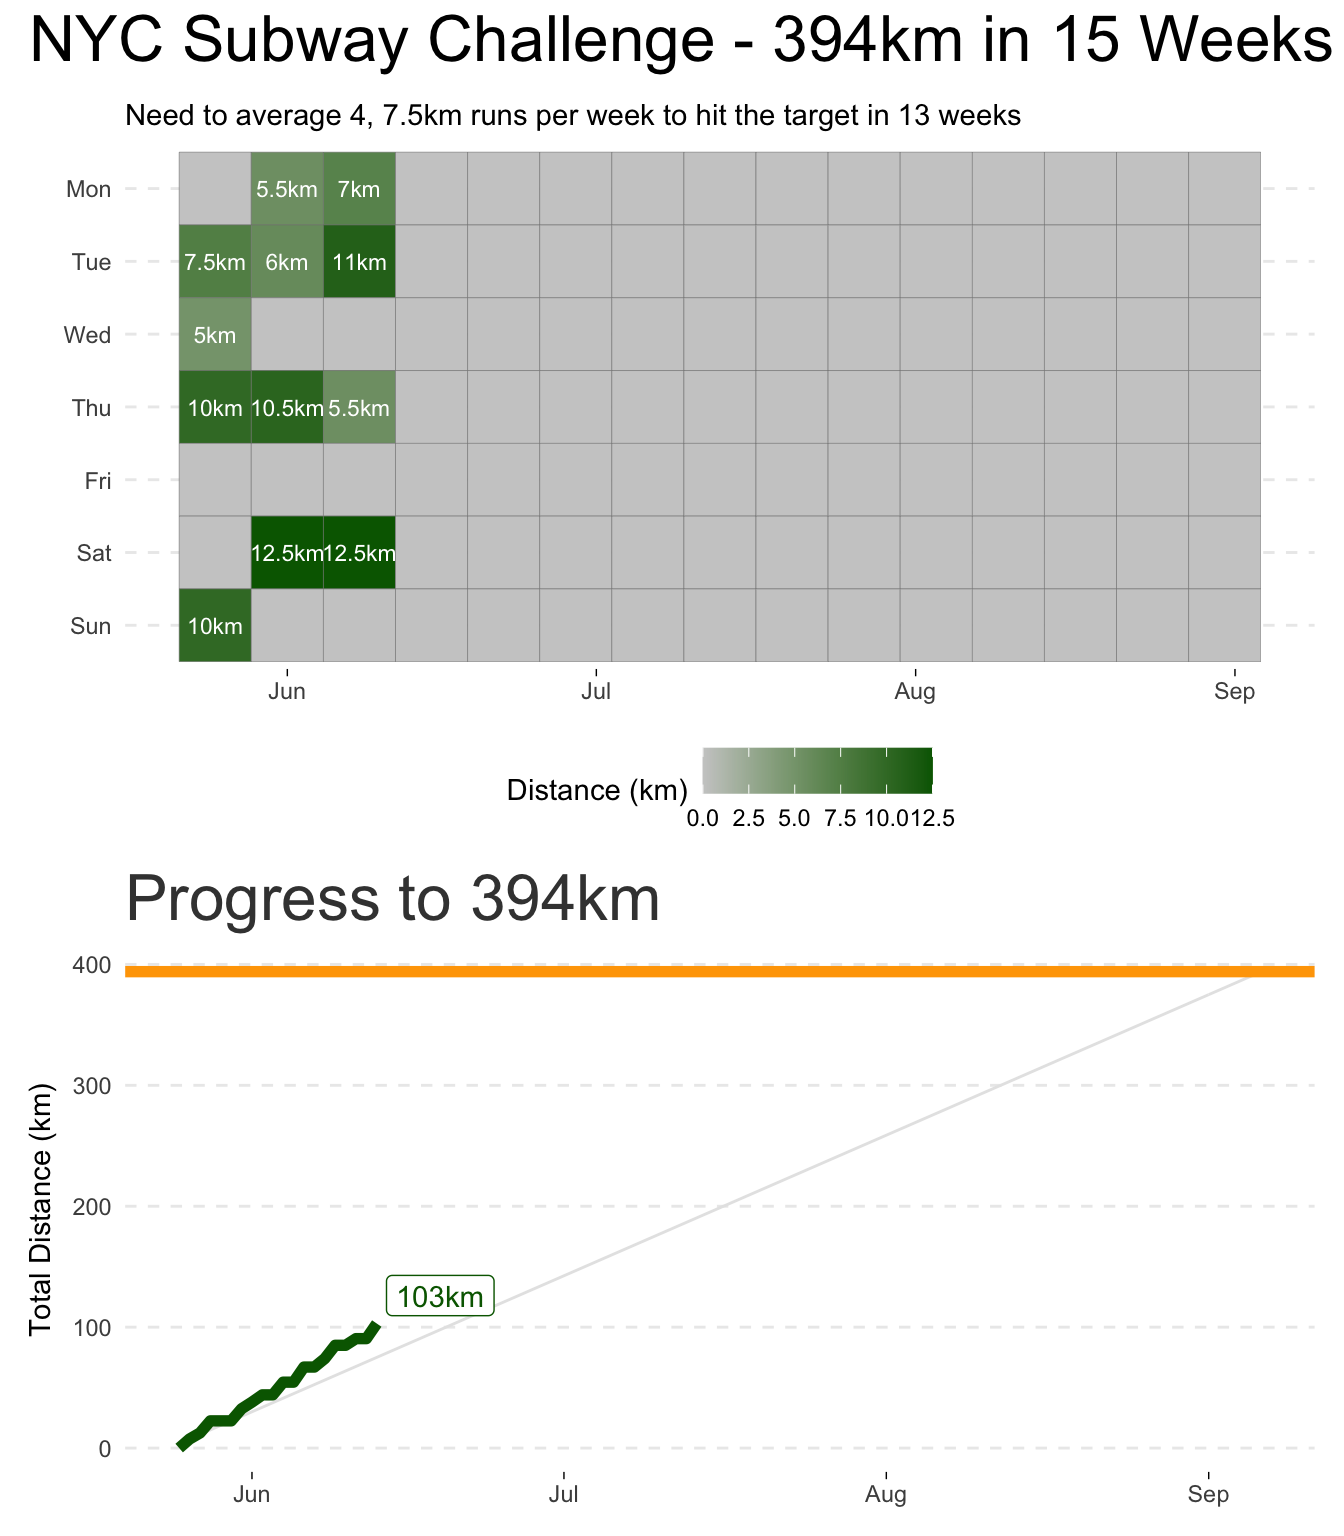 NYC Subway Challenge - 394km in 15 Weeks
Need to average 4, 7.5km runs per week to hit the target in 13 weeks
Mon 5.5km 7km
Tue 7.5km 6km 11km
Wed 5km
Thu 10km 10.5km 5.5km
Fri
Sat 12.5km 12.5km
Sun 10km
Jun Jul Aug Sep
Distance (km)
0.0 2.5 5.0 7.5 10.0 12.5
Progress to 394km
Total Distance (km)
400
300
200
103km
100
0
Jun Jul Aug Sep